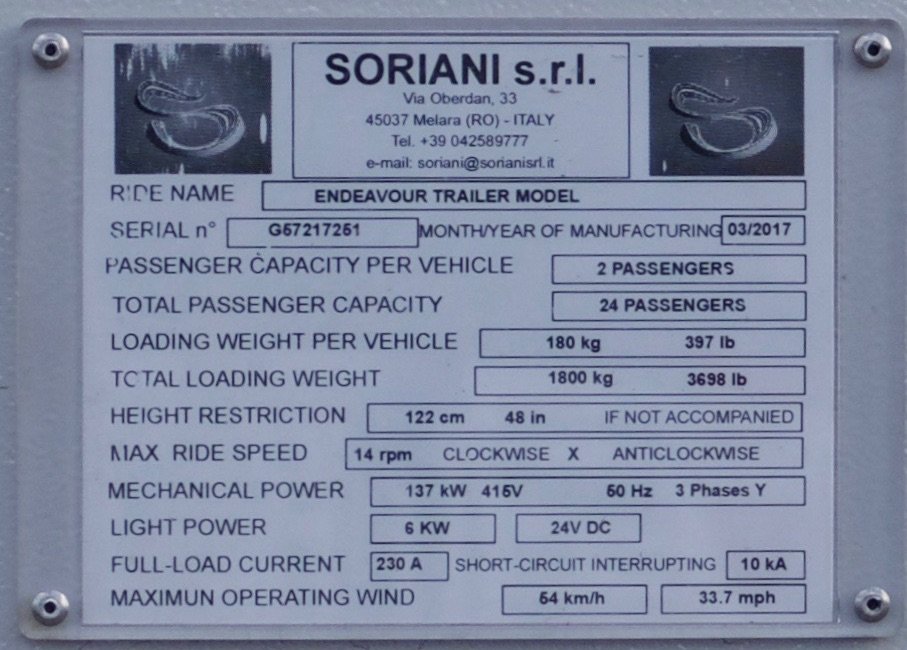 SORIANI s.r.l.
Via Oberdan, 33
45037 Melara (RO) - ITALY
Tel. +39 042589777
e-mail: soriani@sorianisrl.it
RIDE NAME ENDEAVOUR TRAILER MODEL
SERIAL n° G57217251 MONTH/YEAR OF MANUFACTURING 03/2017
PASSENGER CAPACITY PER VEHICLE 2 PASSENGERS
TOTAL PASSENGER CAPACITY 24 PASSENGERS
LOADING WEIGHT PER VEHICLE 180 kg 397 lb
TOTAL LOADING WEIGHT 1800 kg 3698 lb
HEIGHT RESTRICTION 122 cm 48 in IF NOT ACCOMPANIED
MAX RIDE SPEED 14 rpm CLOCKWISE X ANTICLOCKWISE
MECHANICAL POWER 137 kW 415V 50 Hz 3 Phases Y
LIGHT POWER 6 KW 24V DC
FULL-LOAD CURRENT 230 A SHORT-CIRCUIT INTERRUPTING 10 kA
MAXIMUN OPERATING WIND 54 km/h 33.7 mph